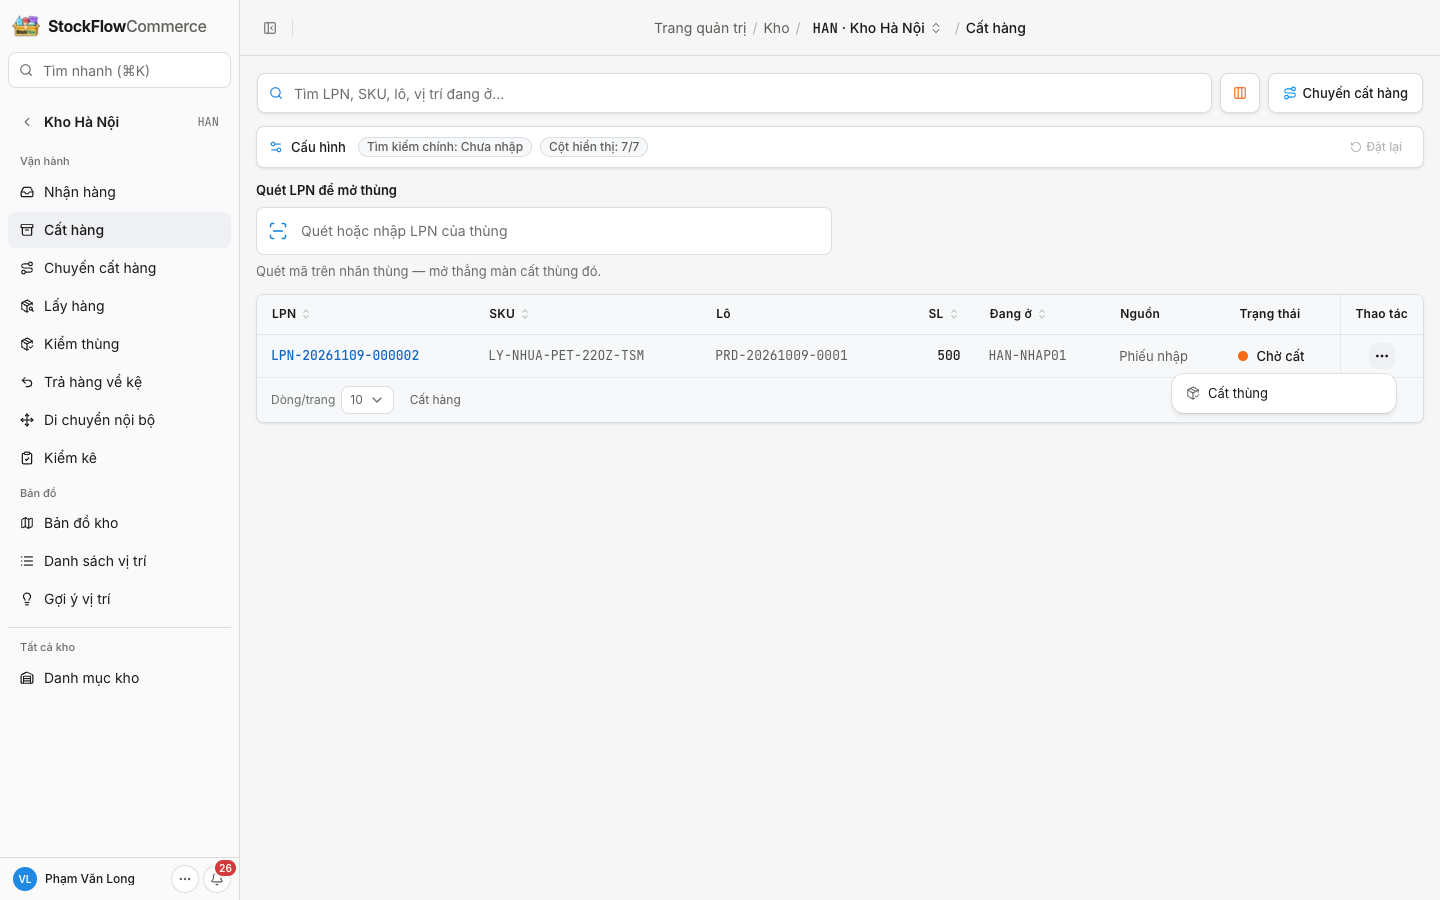 StockFlowCommerce
Tìm nhanh (⌘K)
Kho Hà Nội HAN
Vận hành
Nhận hàng
Cất hàng
Chuyến cất hàng
Lấy hàng
Kiểm thùng
Trả hàng về kệ
Di chuyển nội bộ
Kiểm kê
Bản đồ
Bản đồ kho
Danh sách vị trí
Gợi ý vị trí
Tất cả kho
Danh mục kho
VL Phạm Văn Long 26
Trang quản trị / Kho / HAN · Kho Hà Nội / Cất hàng
Tìm LPN, SKU, lô, vị trí đang ở...
Chuyến cất hàng
Cấu hình Tìm kiếm chính: Chưa nhập Cột hiển thị: 7/7 Đặt lại
Quét LPN để mở thùng
Quét hoặc nhập LPN của thùng
Quét mã trên nhãn thùng — mở thẳng màn cất thùng đó.
LPN SKU Lô SL Đang ở Nguồn Trạng thái Thao tác
LPN-20261109-000002 LY-NHUA-PET-22OZ-TSM PRD-20261009-0001 500 HAN-NHAP01 Phiếu nhập Chờ cất
Cất thùng
Dòng/trang 10 Cất hàng